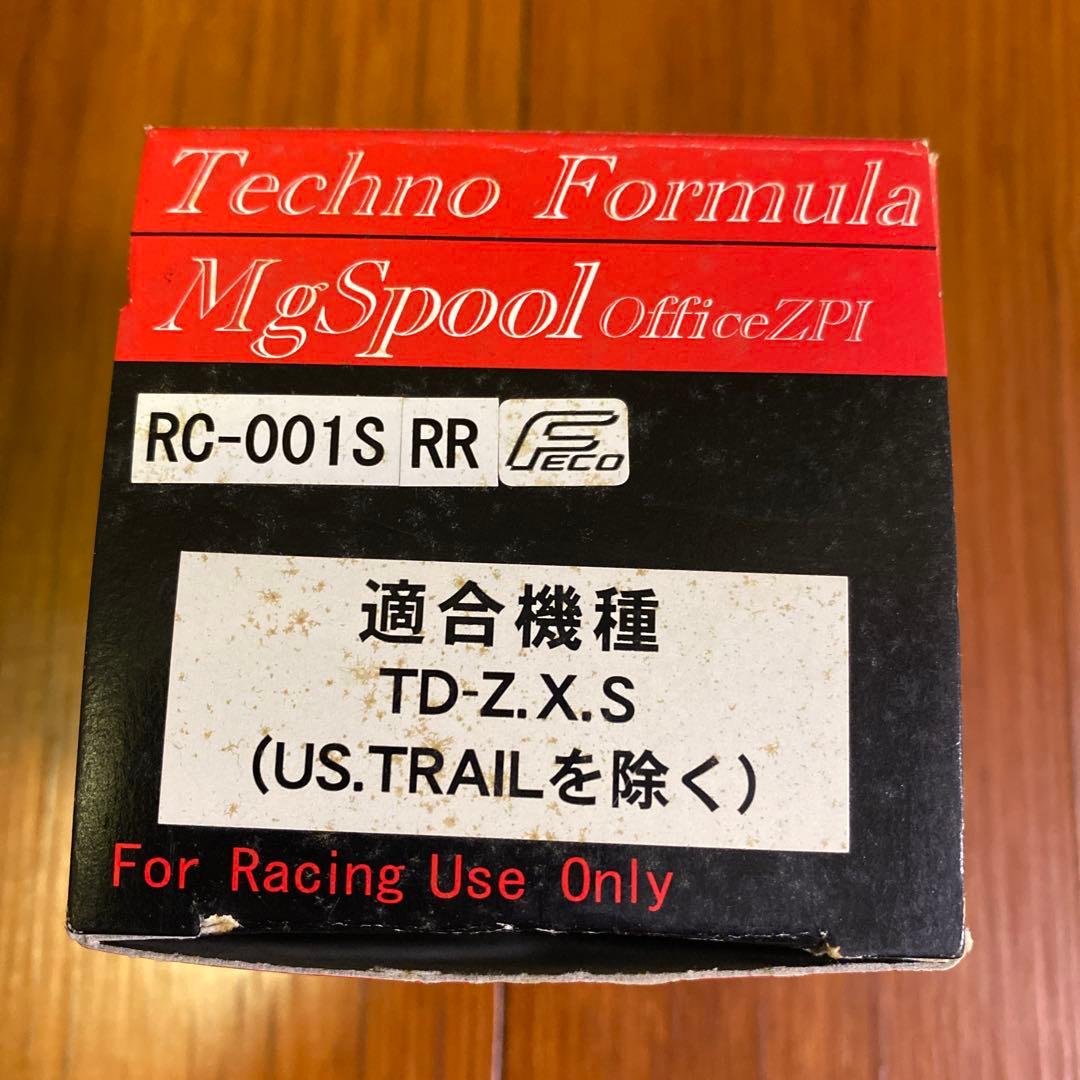 Techno Formula
MgSpool OfficeZPI
RC-001S RR FECO
適合機種
TD-Z.X.S
(US.TRAILを除く)
For Racing Use Only